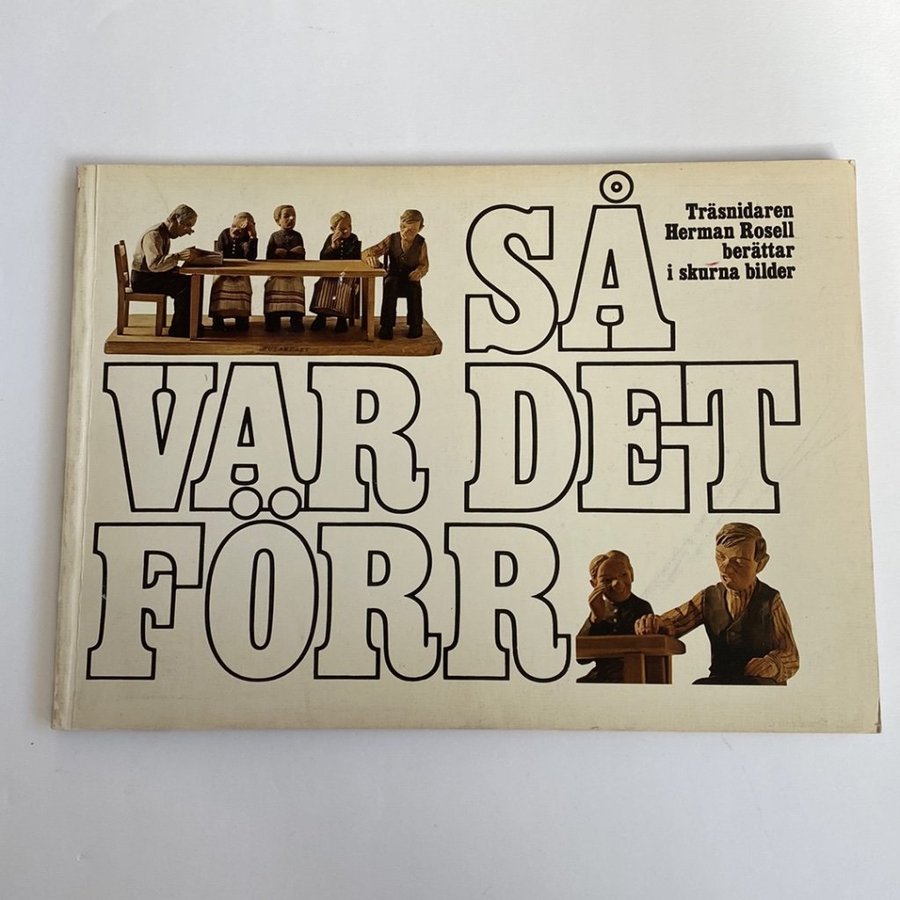 SÅ
VAR DET
FÖRR
Träsnidaren
Herman Rosell
berättar
i skurna bilder